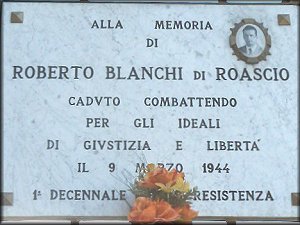 ALLA MEMORIA
DI
ROBERTO BLANCHI DI ROASCIO
CADVTO COMBATTENDO
PER GLI IDEALI
DI GIVSTIZIA E LIBERTA'
IL 9 MARZO 1944
1° DECENNALE RESISTENZA